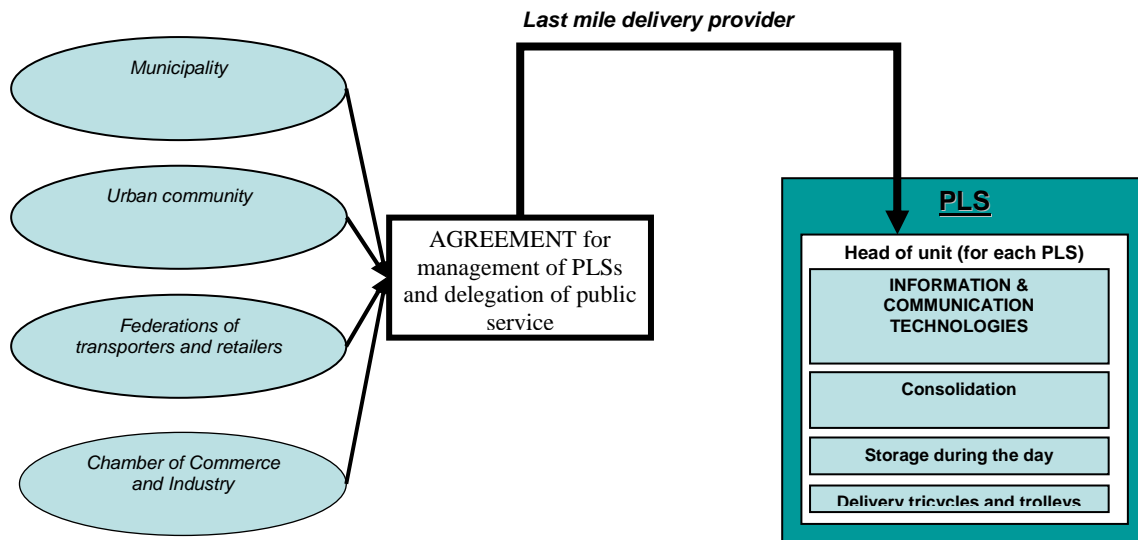 Last mile delivery provider
Municipality
Urban community
Federations of
transporters and retailers
Chamber of Commerce
and Industry
AGREEMENT for
management of PLSs
and delegation of public
service
PLS
Head of unit (for each PLS)
INFORMATION &
COMMUNICATION
TECHNOLOGIES
Consolidation
Storage during the day
Delivery tricycles and trolleys